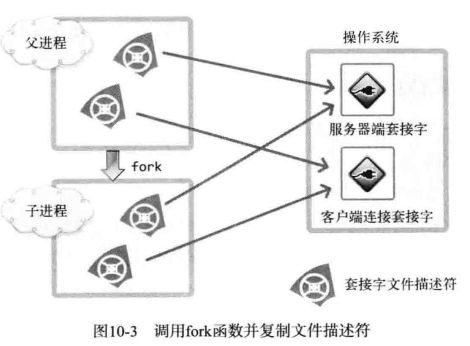 父进程
操作系统
服务器端套接字
fork
子进程
客户端连接套接字
套接字文件描述符
图10-3 调用fork函数并复制文件描述符